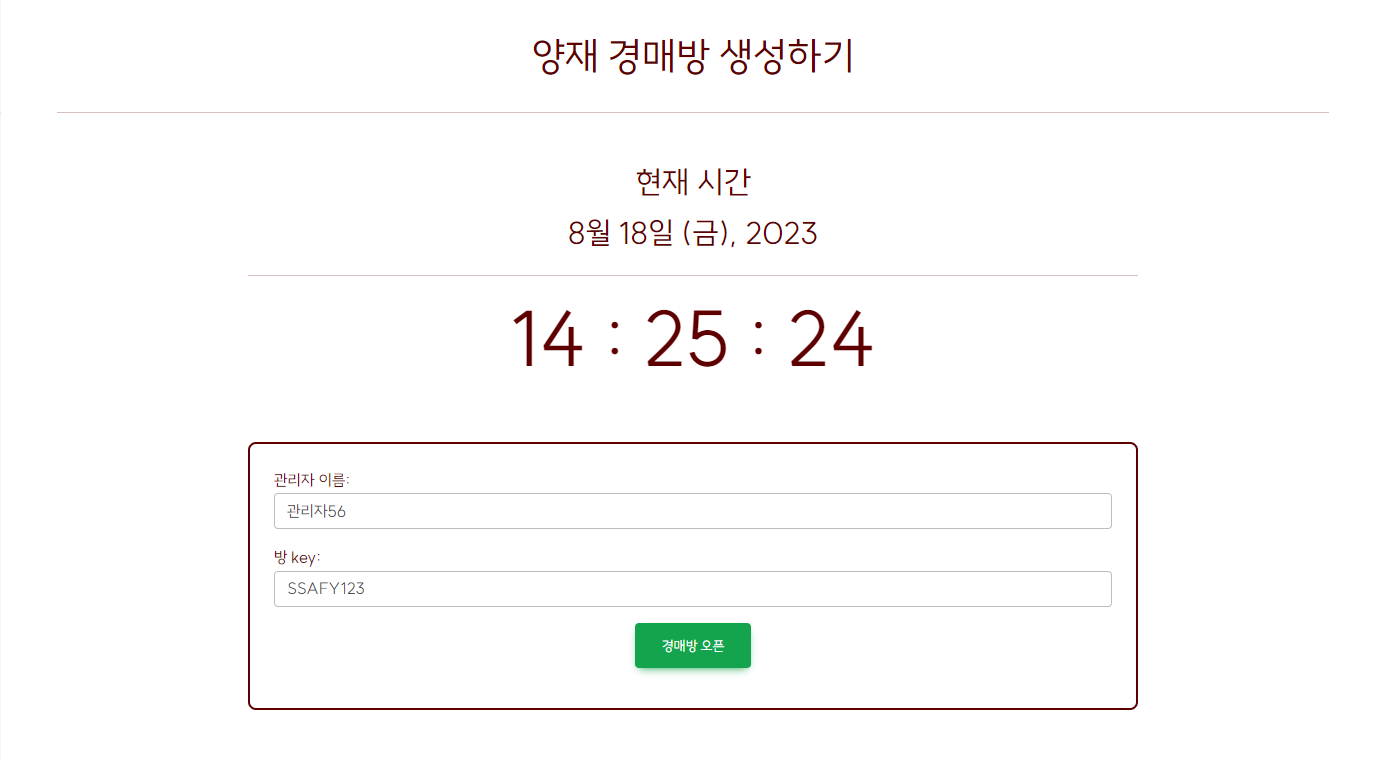 양재 경매방 생성하기
현재 시간
8월 18일 (금), 2023
14 : 25 : 24
관리자 이름:
관리자56
방 key:
SSAFY123
경매방 오픈